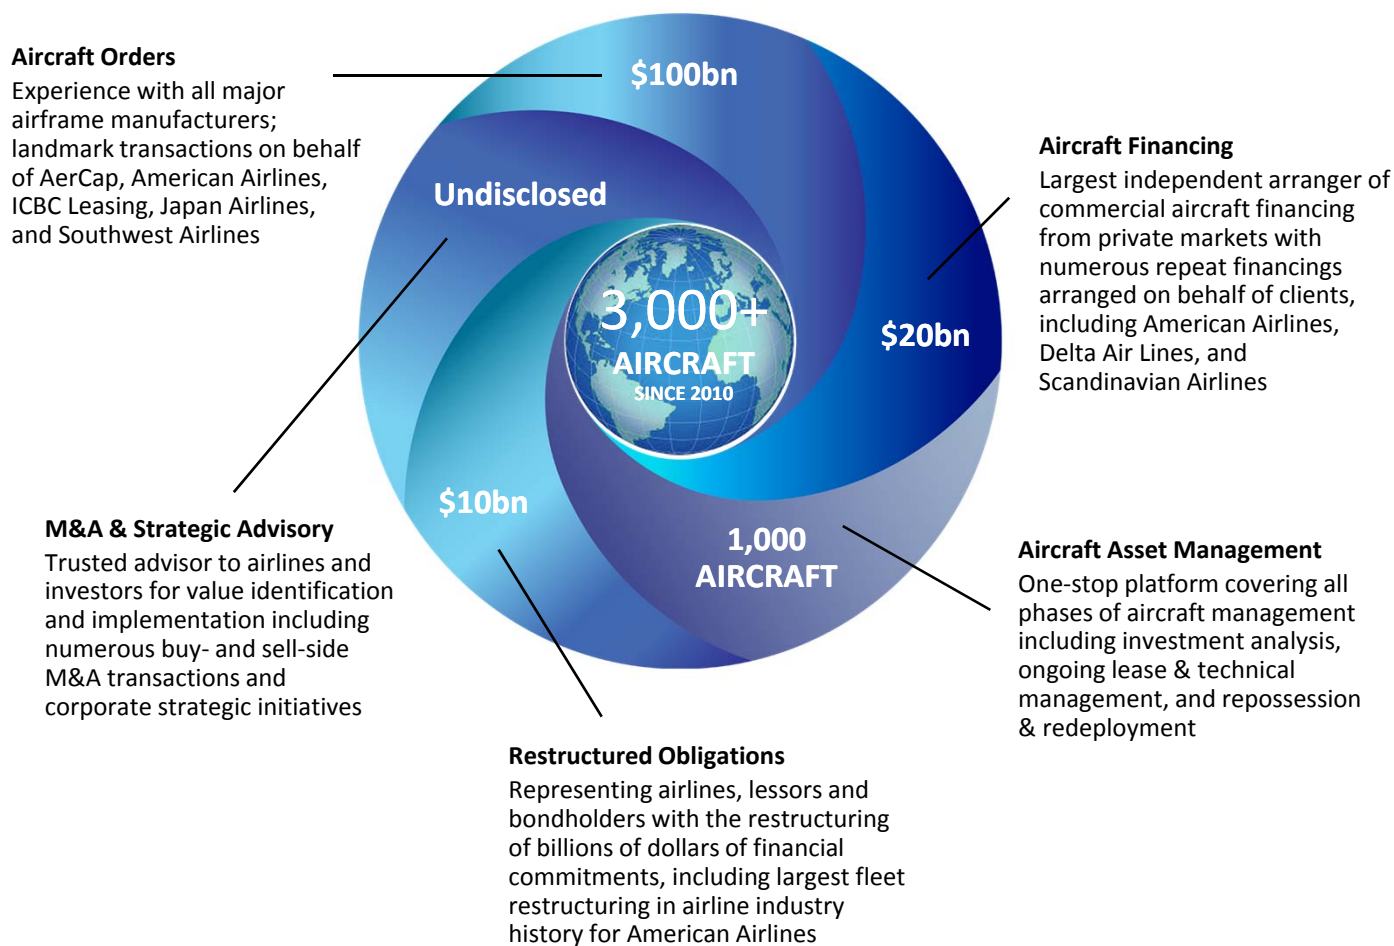 Aircraft Orders
Experience with all major
airframe manufacturers;
landmark transactions on behalf
of AerCap, American Airlines,
ICBC Leasing, Japan Airlines,
and Southwest Airlines
$100bn
Aircraft Financing
Largest independent arranger of
commercial aircraft financing
from private markets with
numerous repeat financings
arranged on behalf of clients,
including American Airlines,
Delta Air Lines, and
Scandinavian Airlines
Undisclosed
3,000+
AIRCRAFT
SINCE 2010
$20bn
$10bn
1,000
AIRCRAFT
M&A & Strategic Advisory
Trusted advisor to airlines and
investors for value identification
and implementation including
numerous buy- and sell-side
M&A transactions and
corporate strategic initiatives
Aircraft Asset Management
One-stop platform covering all
phases of aircraft management
including investment analysis,
ongoing lease & technical
management, and repossession
& redeployment
Restructured Obligations
Representing airlines, lessors and
bondholders with the restructuring
of billions of dollars of financial
commitments, including largest fleet
restructuring in airline industry
history for American Airlines